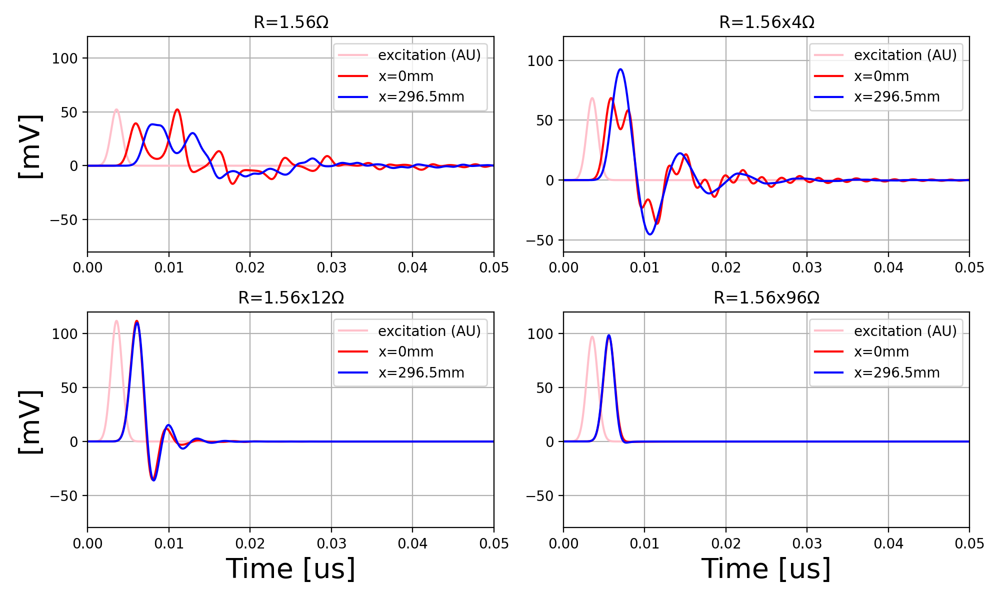 R=1.56Ω
R=1.56x4Ω
[mV]
100
50
0
−50
0.00 0.01 0.02 0.03 0.04 0.05
excitation (AU)
x=0mm
x=296.5mm
100
50
0
−50
0.00 0.01 0.02 0.03 0.04 0.05
excitation (AU)
x=0mm
x=296.5mm
R=1.56x12Ω
R=1.56x96Ω
[mV]
100
50
0
−50
0.00 0.01 0.02 0.03 0.04 0.05
excitation (AU)
x=0mm
x=296.5mm
Time [us]
100
50
0
−50
0.00 0.01 0.02 0.03 0.04 0.05
excitation (AU)
x=0mm
x=296.5mm
Time [us]